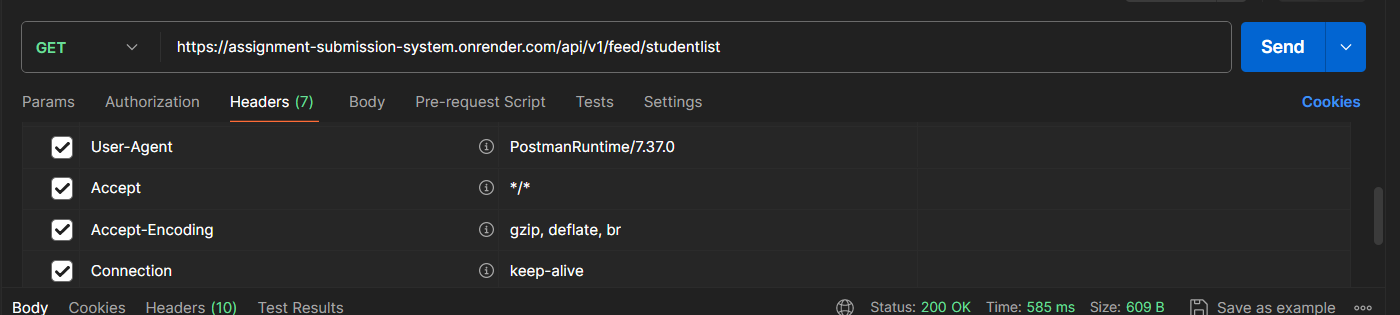 GET https://assignment-submission-system.onrender.com/api/v1/feed/studentlist Send
Params Authorization Headers (7) Body Pre-request Script Tests Settings Cookies
User-Agent PostmanRuntime/7.37.0
Accept */*
Accept-Encoding gzip, deflate, br
Connection keep-alive
Body Cookies Headers (10) Test Results Status: 200 OK Time: 585 ms Size: 609 B Save as example